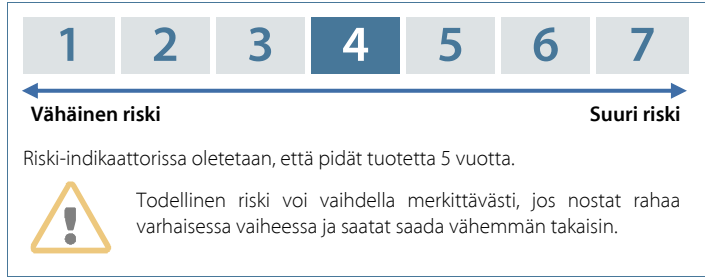 1 2 3 4 5 6 7
Vähäinen riski Suuri riski
Riski-indikaattorissa oletetaan, että pidät tuotetta 5 vuotta.
Todellinen riski voi vaihdella merkittävästi, jos nostat rahaa
varhaisessa vaiheessa ja saatat saada vähemmän takaisin.